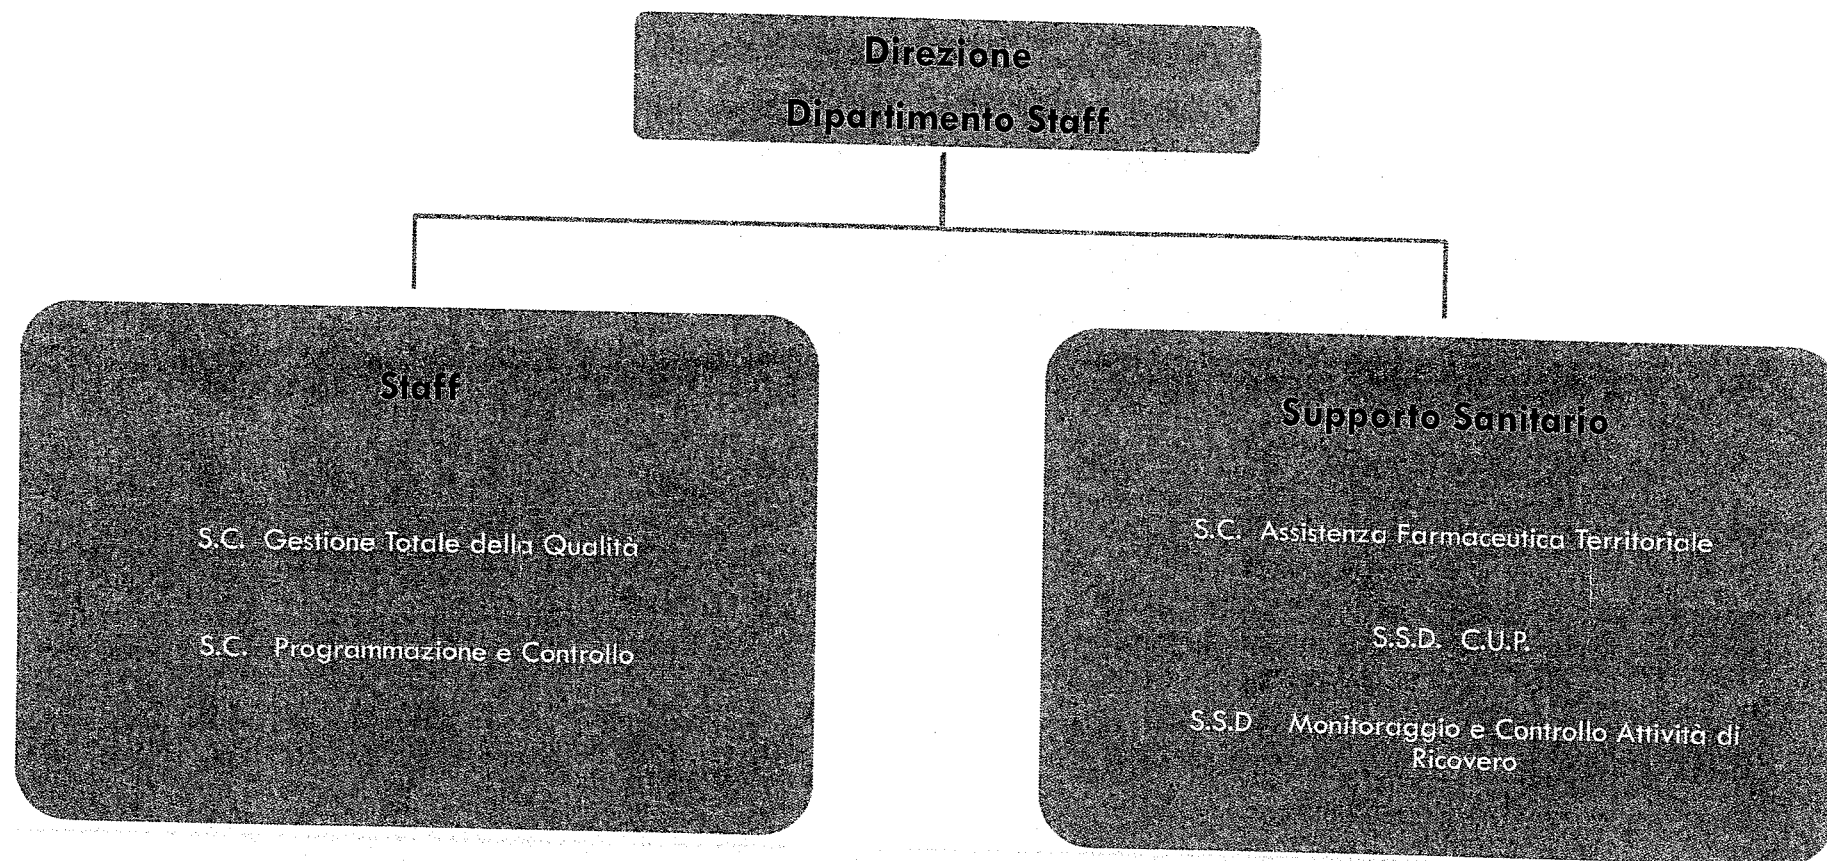 Direzione
Dipartimento Staff
Staff
S.C. Gestione Totale della Qualità
S.C. Programmazione e Controllo
Supporto Sanitario
S.C. Assistenza Farmaceutica Territoriale
S.S.D. C.U.P.
S.S.D Monitoraggio e Controllo Attività di
Ricovero